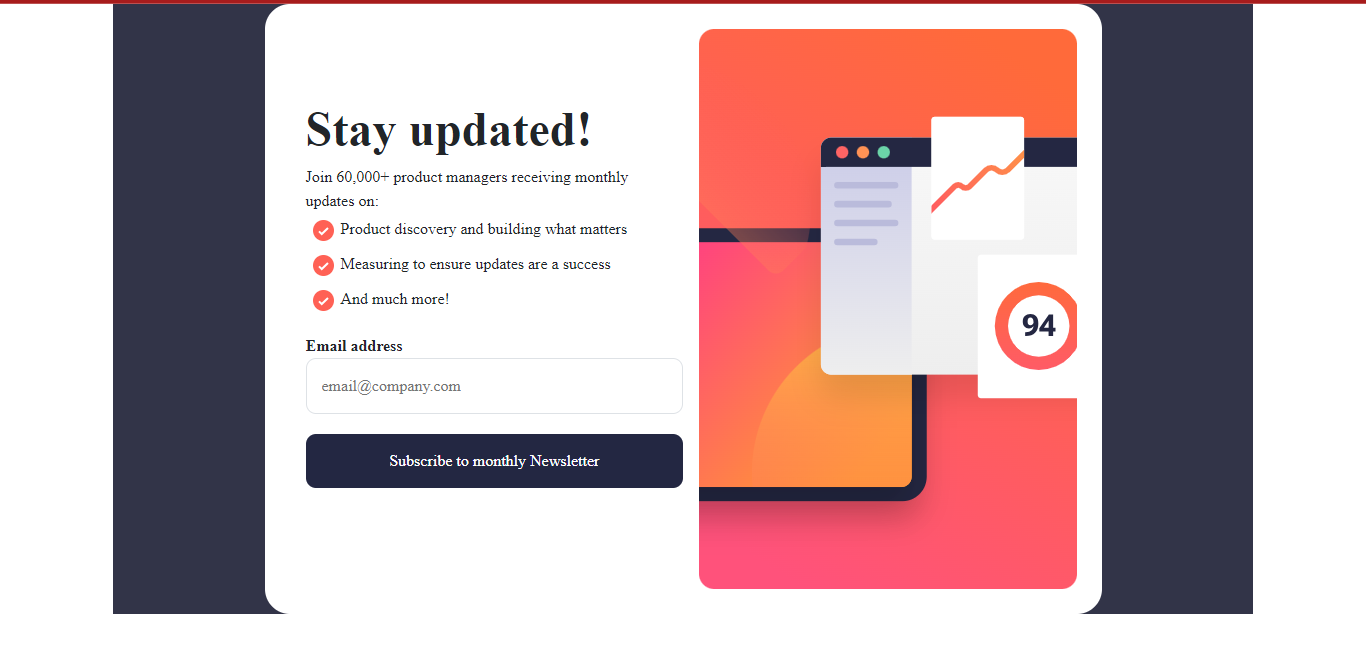 Stay updated!
Join 60,000+ product managers receiving monthly
updates on:
Product discovery and building what matters
Measuring to ensure updates are a success
And much more!
Email address
email@company.com
Subscribe to monthly Newsletter
94